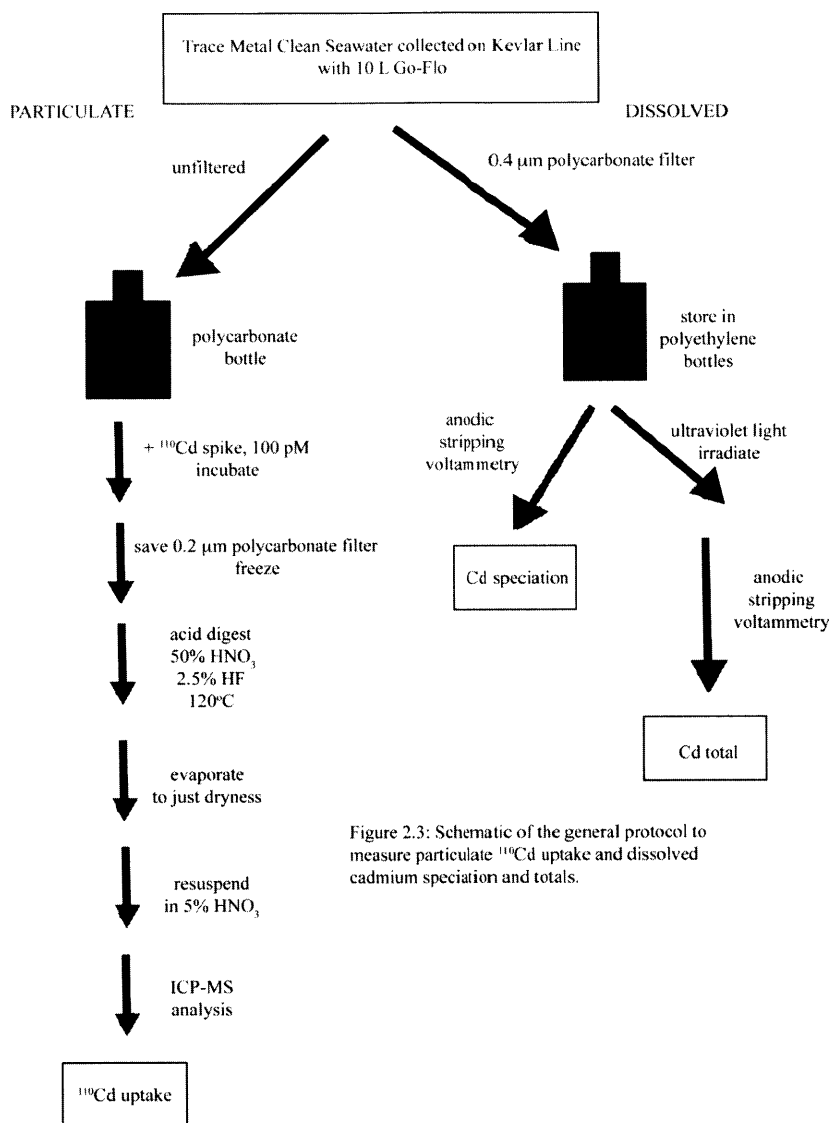 Trace Metal Clean Seawater collected on Kevlar Line
with 10 L Go-Flo
PARTICULATE
DISSOLVED
unfiltered
0.4 µm polycarbonate filter
polycarbonate
bottle
store in
polyethylene
bottles
+ ¹¹⁰Cd spike, 100 pM
incubate
save 0.2 µm polycarbonate filter
freeze
acid digest
50% HNO₃
2.5% HF
120°C
evaporate
to just dryness
resuspend
in 5% HNO₃
ICP-MS
analysis
¹¹⁰Cd uptake
anodic
stripping
voltammetry
Cd speciation
ultraviolet light
irradiate
anodic
stripping
voltammetry
Cd total
Figure 2.3: Schematic of the general protocol to
measure particulate ¹¹⁰Cd uptake and dissolved
cadmium speciation and totals.